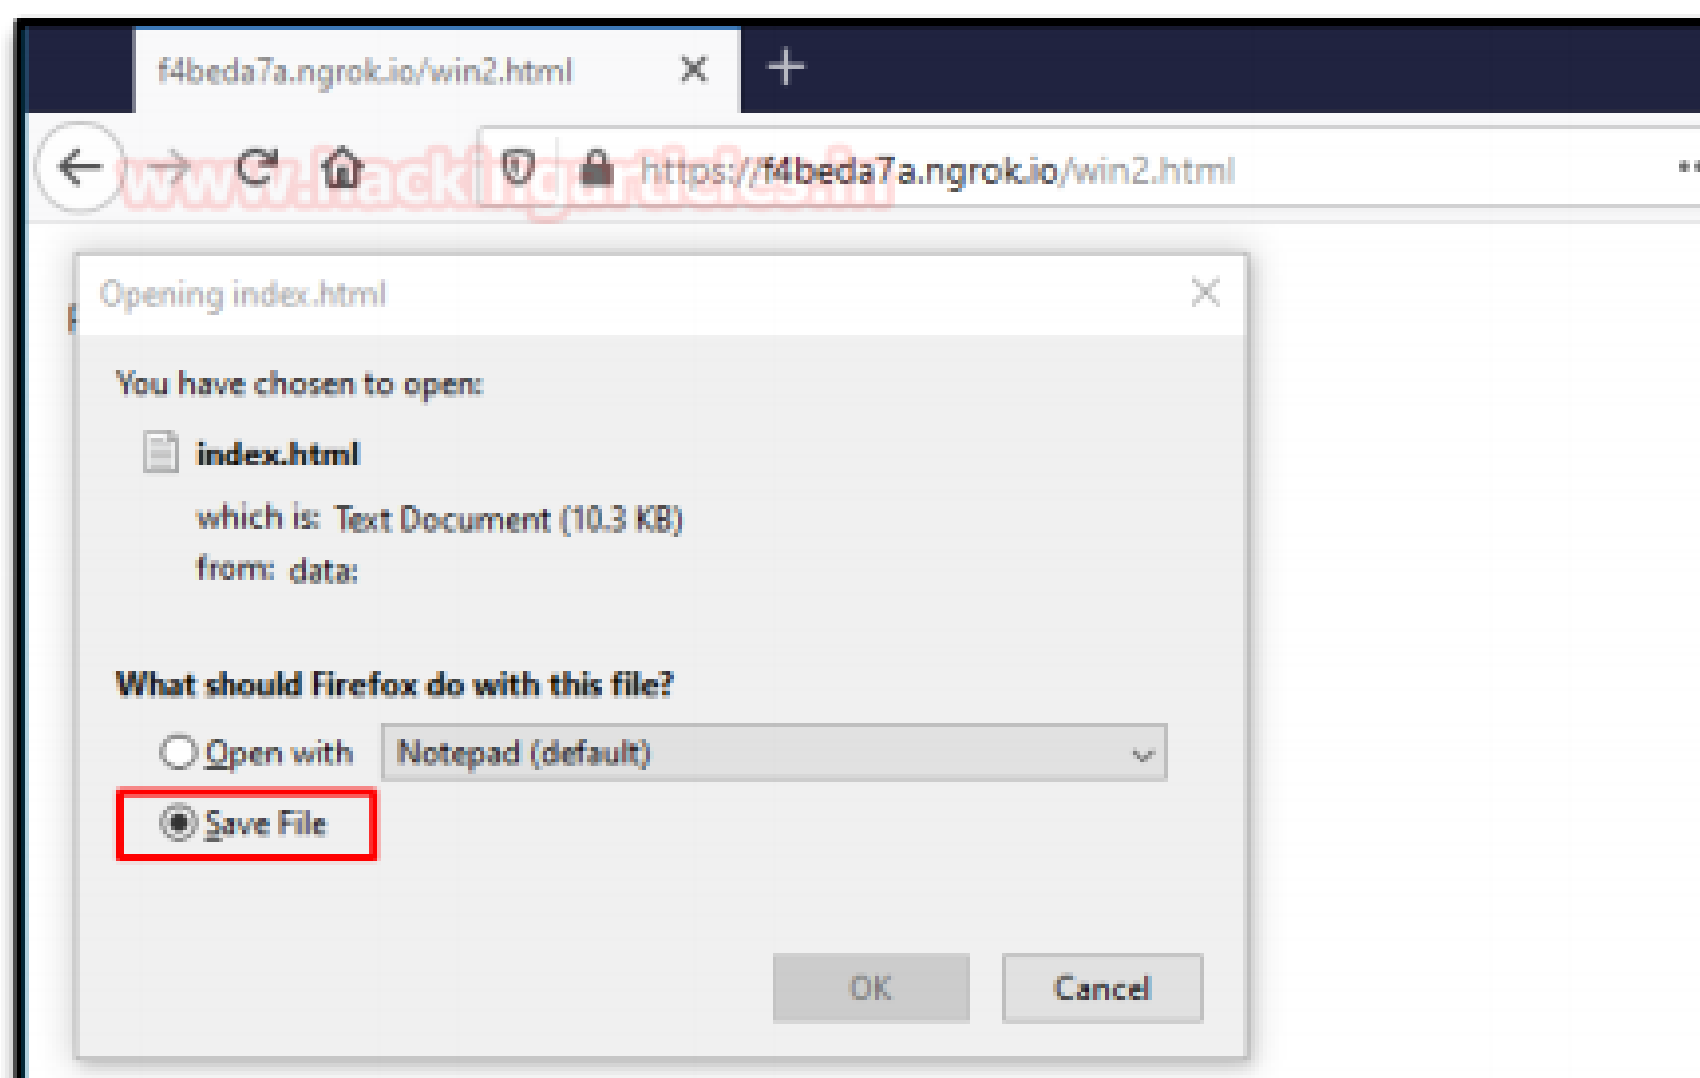 f4beda7a.ngrok.io/win2.html
https://f4beda7a.ngrok.io/win2.html
www.hackingarticles.in
Opening index.html
You have chosen to open:
index.html
which is: Text Document (10.3 KB)
from: data:
What should Firefox do with this file?
Open with Notepad (default)
Save File
OK Cancel